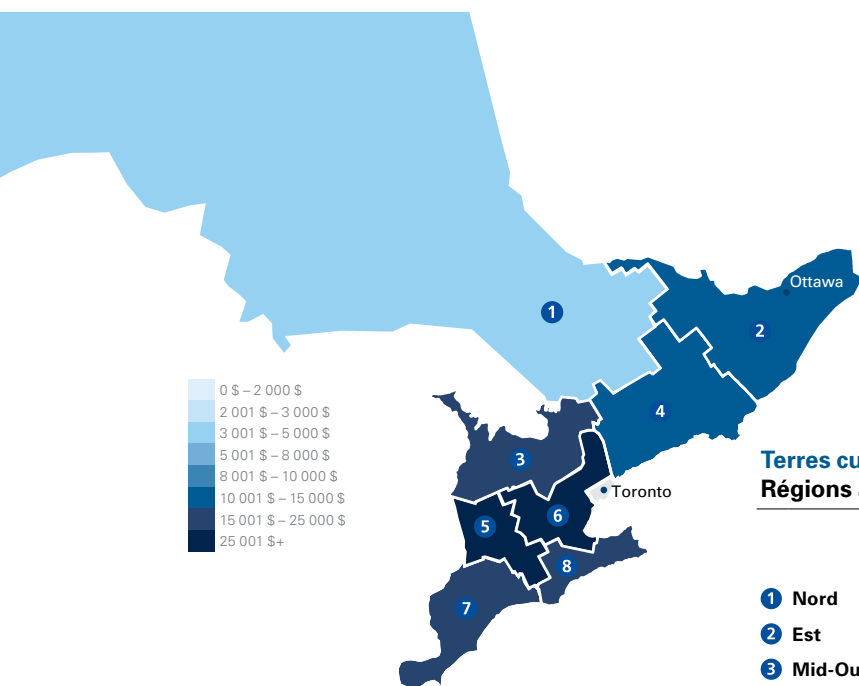 Ottawa
1
2
0 $ – 2 000 $
2 001 $ – 3 000 $
3 001 $ – 5 000 $
5 001 $ – 8 000 $
8 001 $ – 10 000 $
10 001 $ – 15 000 $
15 001 $ – 25 000 $
25 001 $+
4
3
Terres cu
Régions
Toronto
6
5
8
7
1 Nord
2 Est
3 Mid-Ou